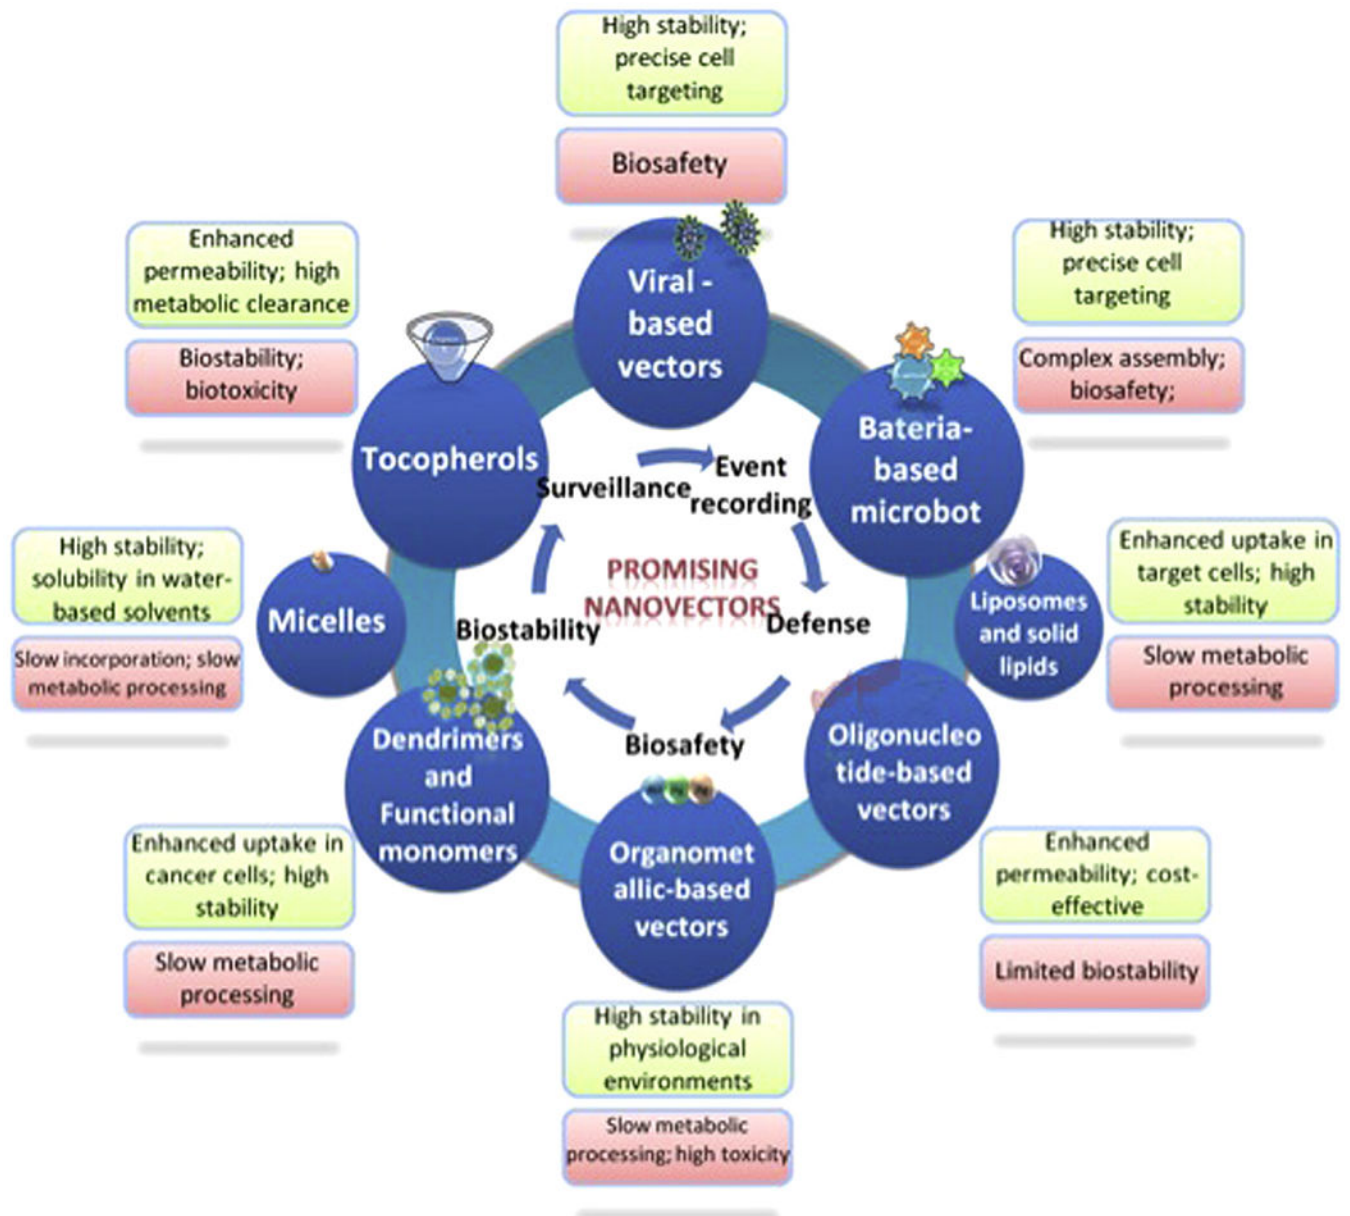 High stability;
precise cell
targeting
Biosafety
Viral -
based
vectors
High stability;
precise cell
targeting
Complex assembly;
biosafety;
Bateria-
based
microbot
Enhanced uptake in
target cells; high
stability
Slow metabolic
processing
Liposomes
and solid
lipids
Oligonucleo
tide-based
vectors
Enhanced
permeability; cost-
effective
Limited biostability
Organomet
allic-based
vectors
High stability in
physiological
environments
Slow metabolic
processing; high toxicity
Dendrimers
and
Functional
monomers
Enhanced uptake in
cancer cells; high
stability
Slow metabolic
processing
Micelles
High stability;
solubility in water-
based solvents
Slow incorporation; slow
metabolic processing
Tocopherols
Enhanced
permeability; high
metabolic clearance
Biostability;
biotoxicity
Surveillance
Event
recording
Defense
Biosafety
Biostability
PROMISING
NANOVECTORS